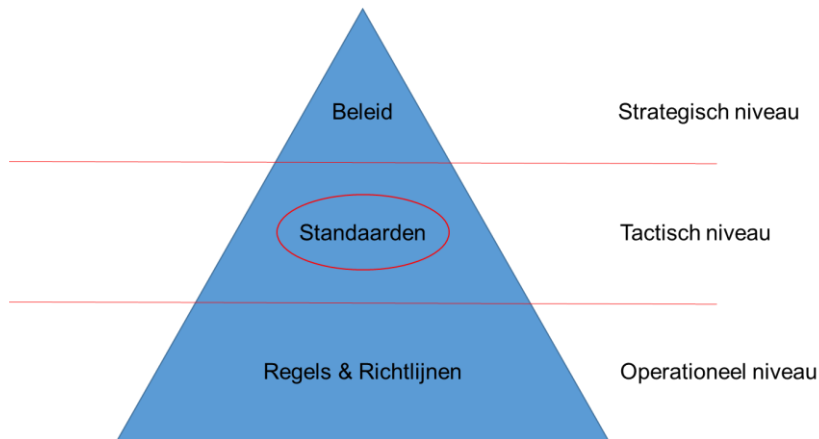 Beleid
Strategisch niveau
Standaarden
Tactisch niveau
Regels & Richtlijnen
Operationeel niveau